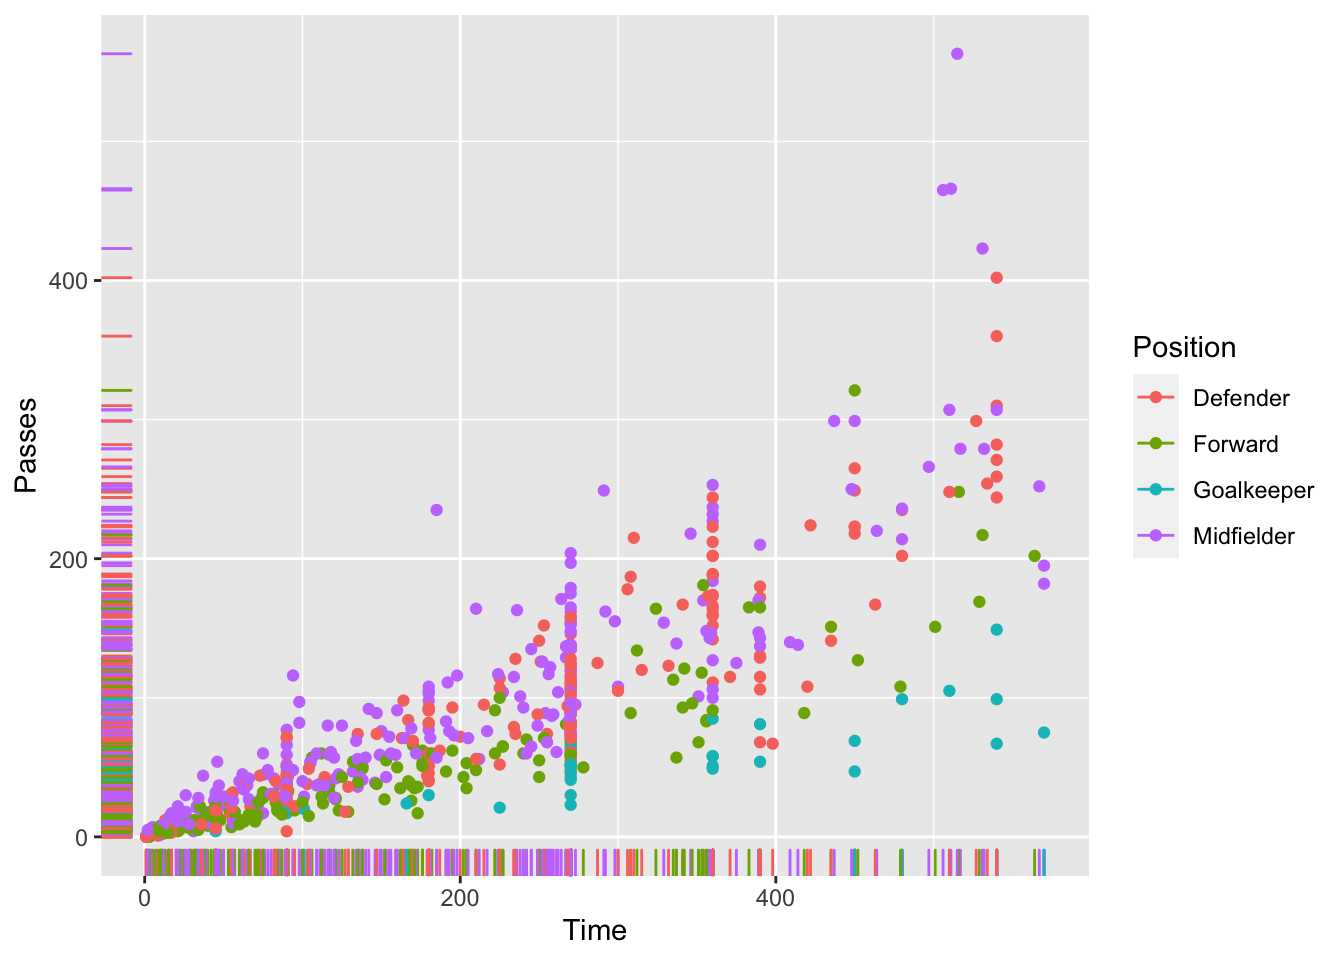 Passes
400
200
0
0 200 400
Time
Position
Defender
Forward
Goalkeeper
Midfielder